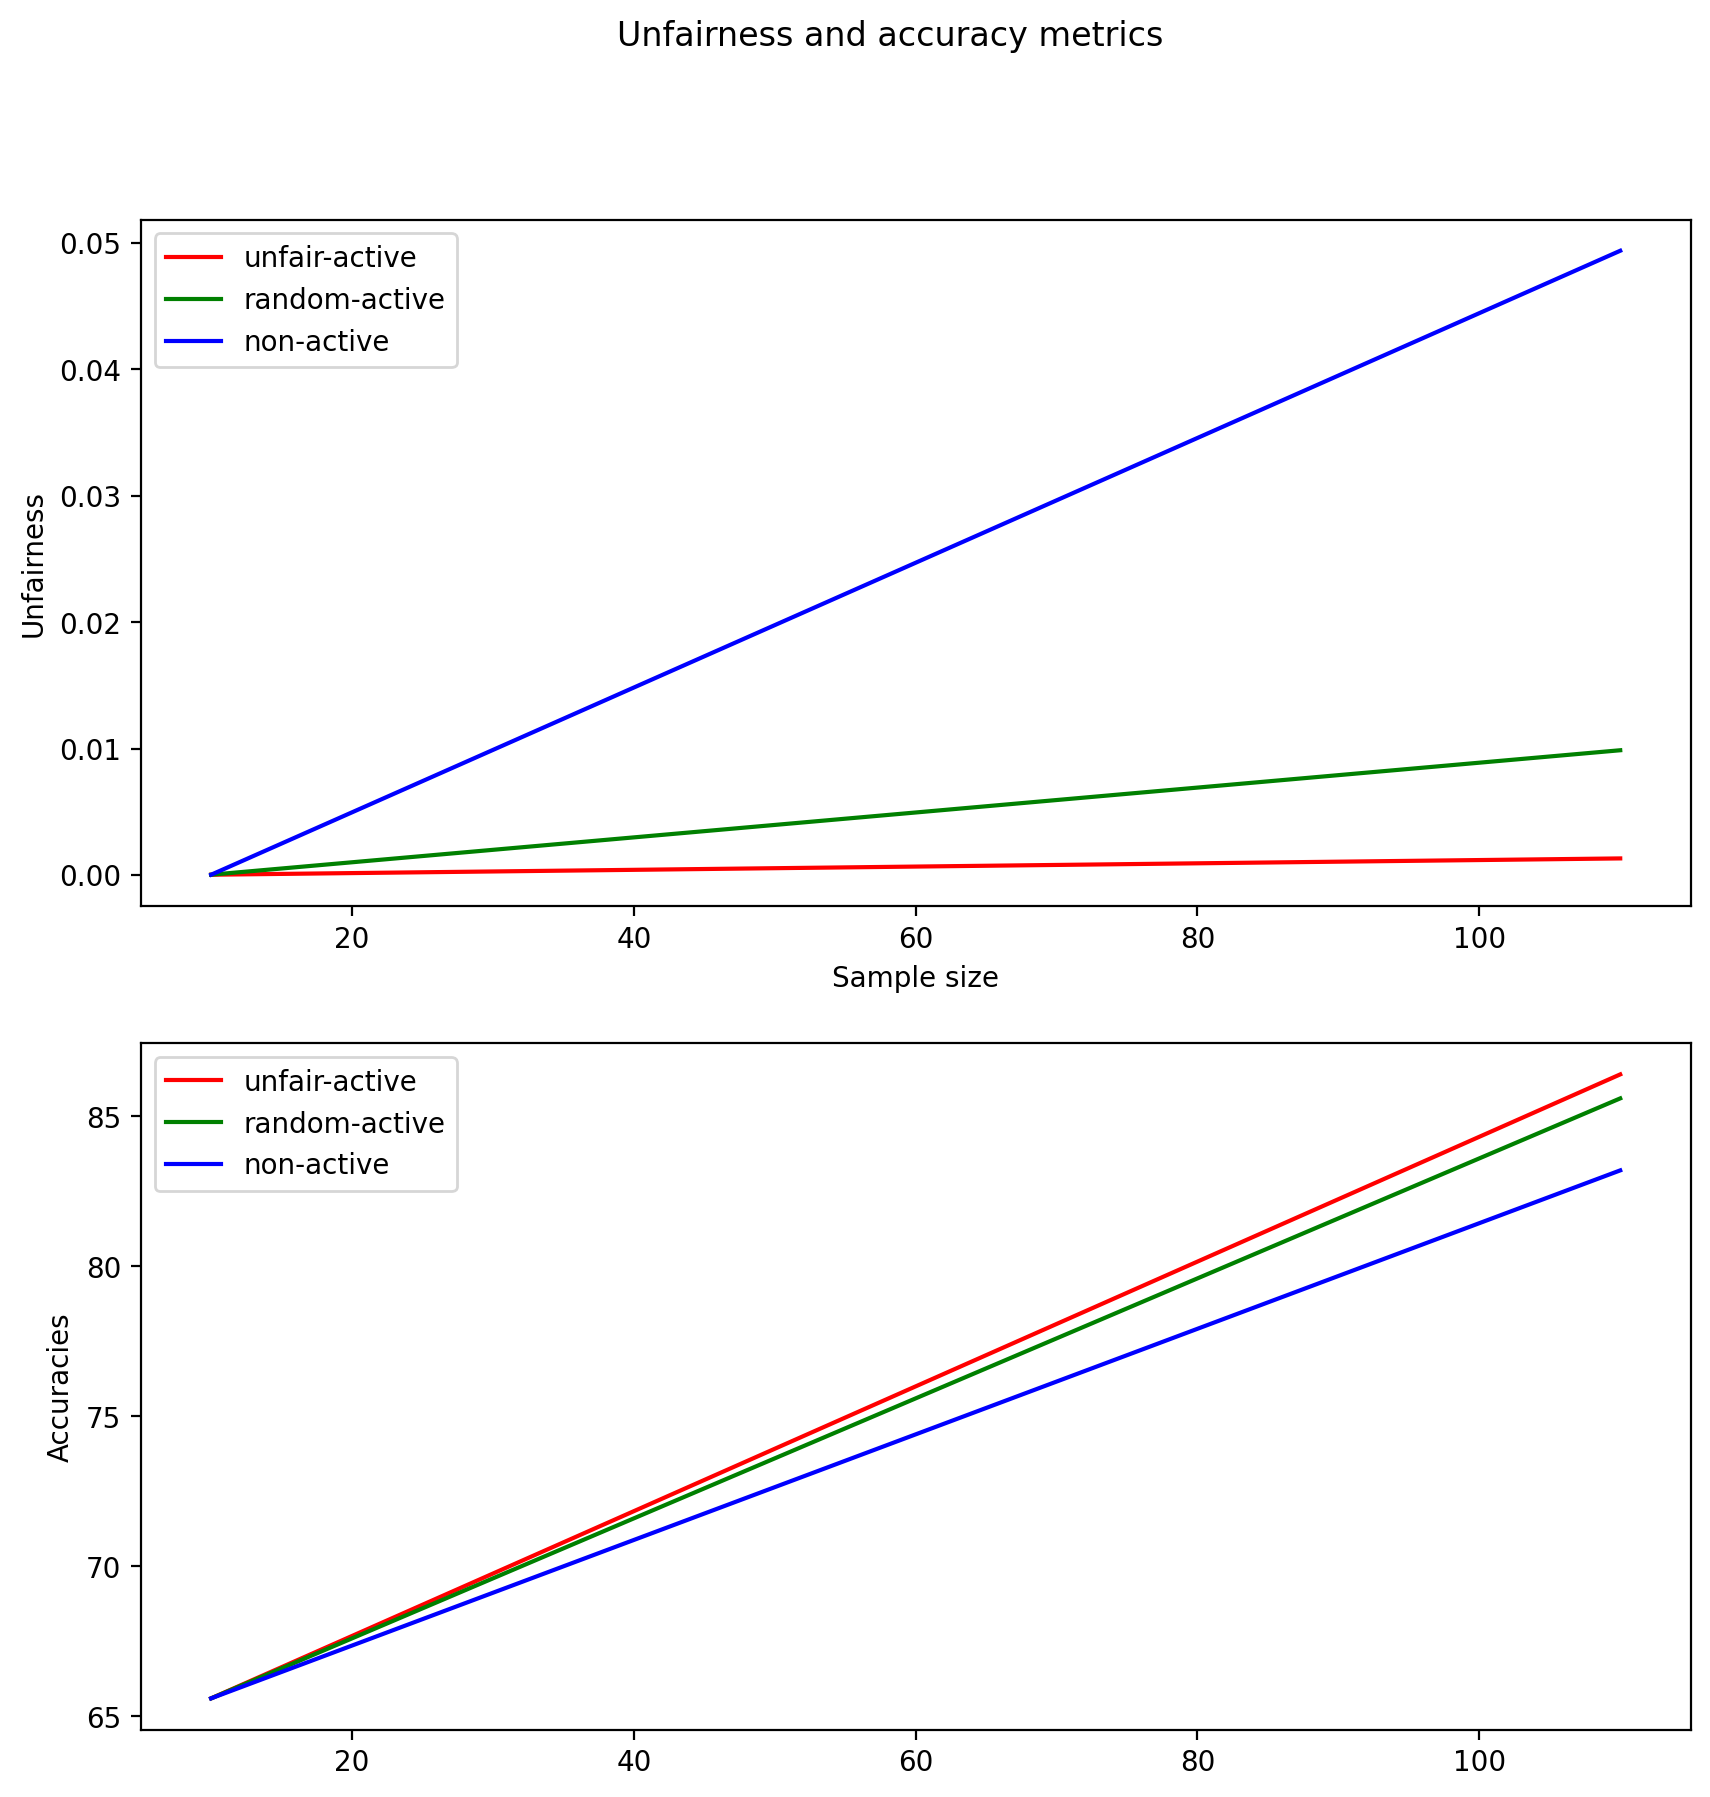 Unfairness and accuracy metrics
unfair-active
random-active
non-active
0.05
0.04
0.03
0.02
0.01
0.00
Unfairness
20 40 60 80 100
Sample size
unfair-active
random-active
non-active
85
80
75
70
65
Accuracies
20 40 60 80 100